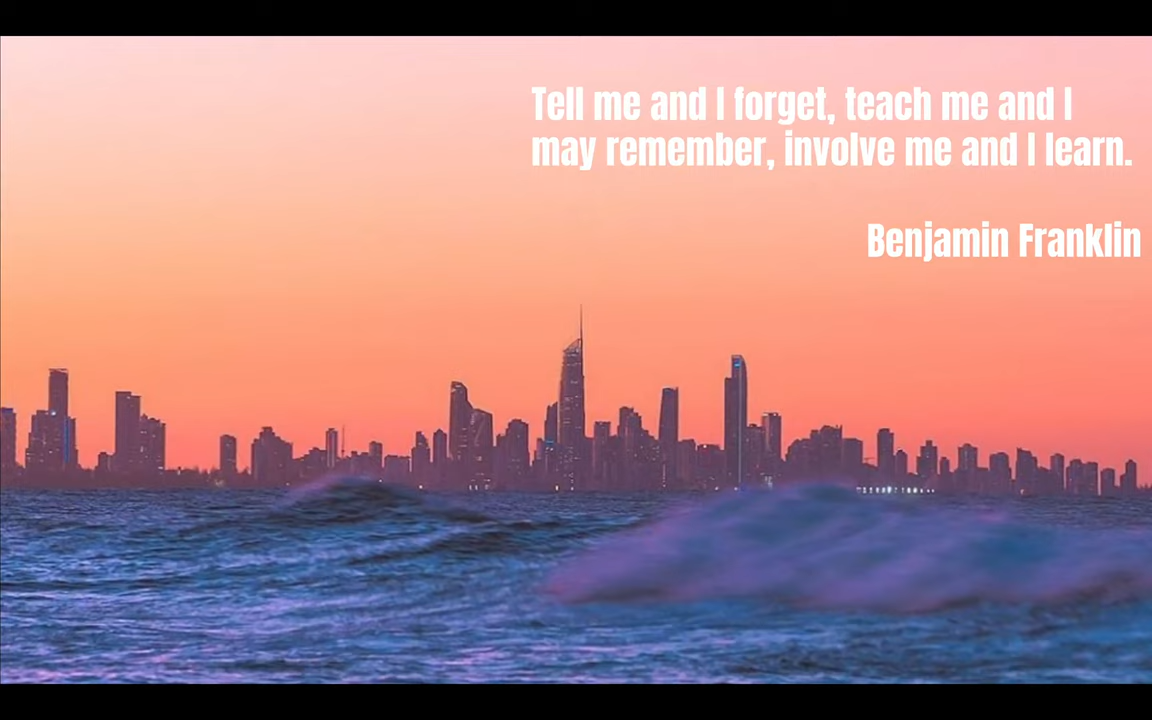 Tell me and I forget, teach me and I
may remember, involve me and I learn.
Benjamin Franklin